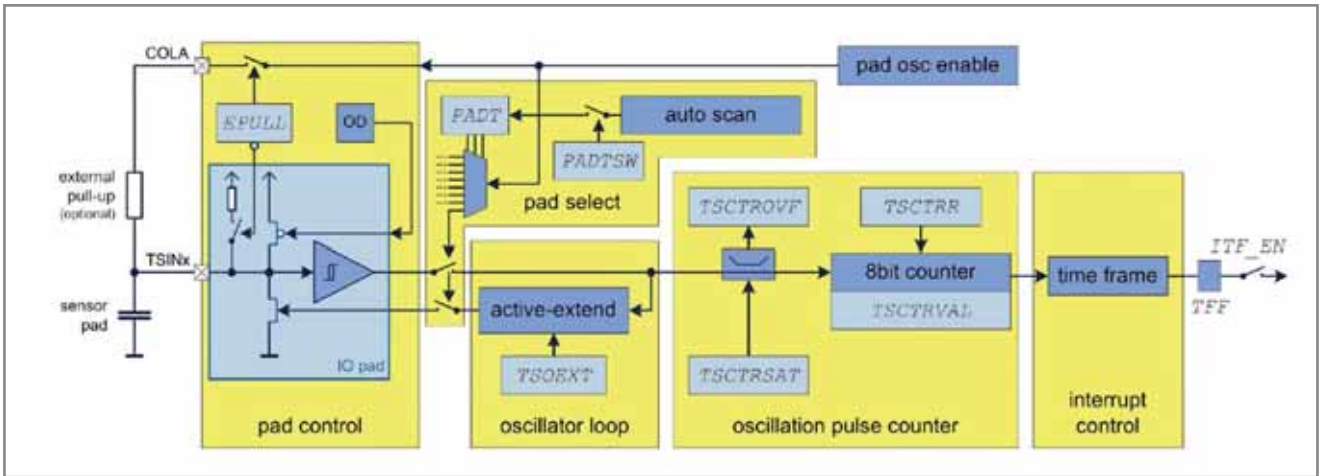 COLA
pad osc enable
EPULL
OD
PADT
auto scan
PADTSW
external
pull-up
(optional)
pad select
TSCTROVF
TSCTRR
TSINx
8bit counter
TSCTRVAL
time frame
ITF_EN
TFF
sensor
pad
active-extend
IO pad
TSOEXT
TSCTRSAT
pad control
oscillator loop
oscillation pulse counter
interrupt
control